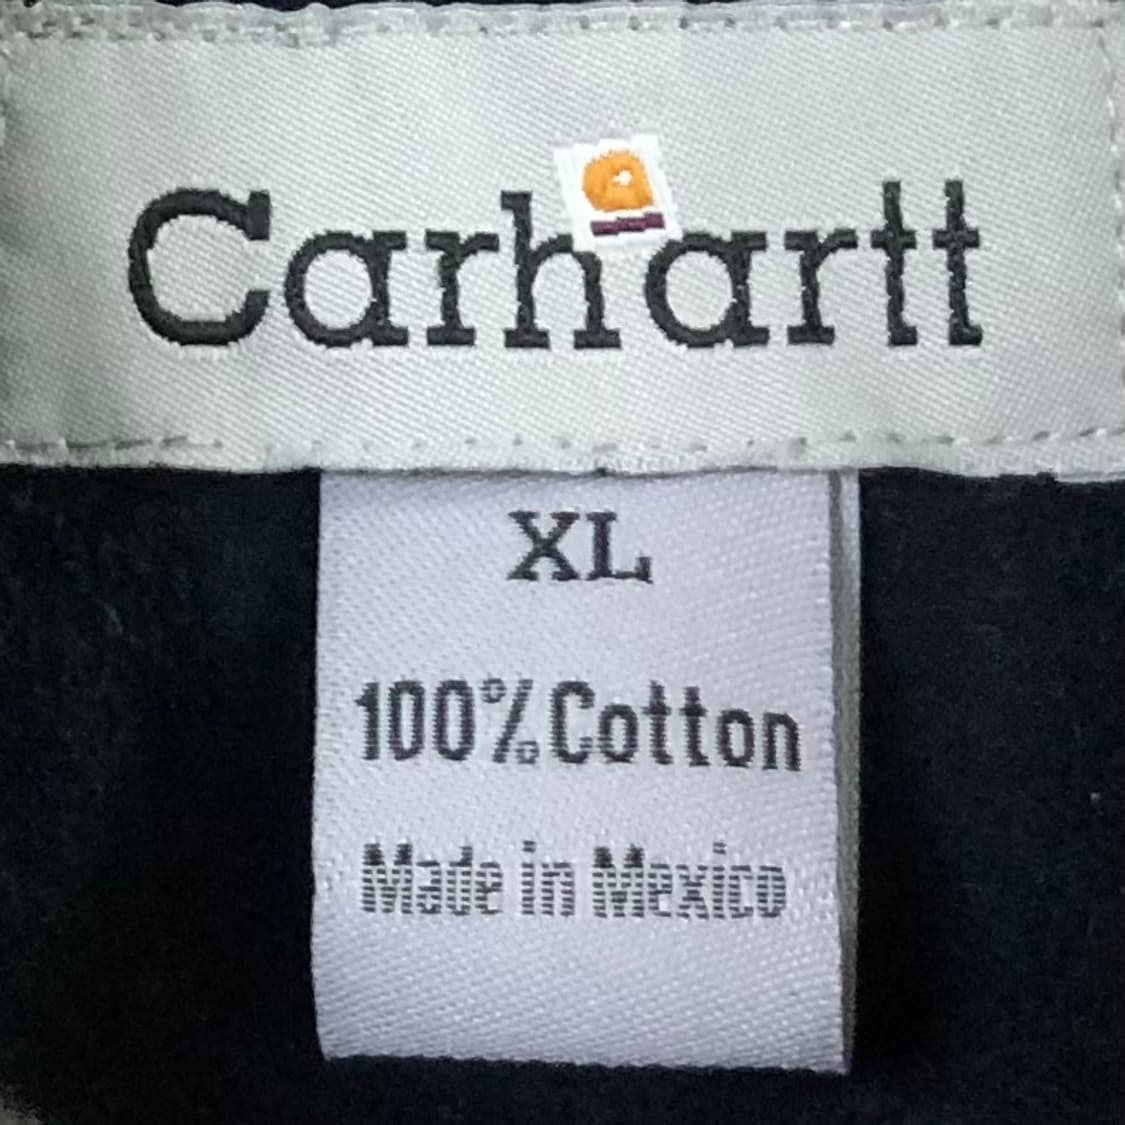 Carhartt
XL
100% Cotton
Made in Mexico